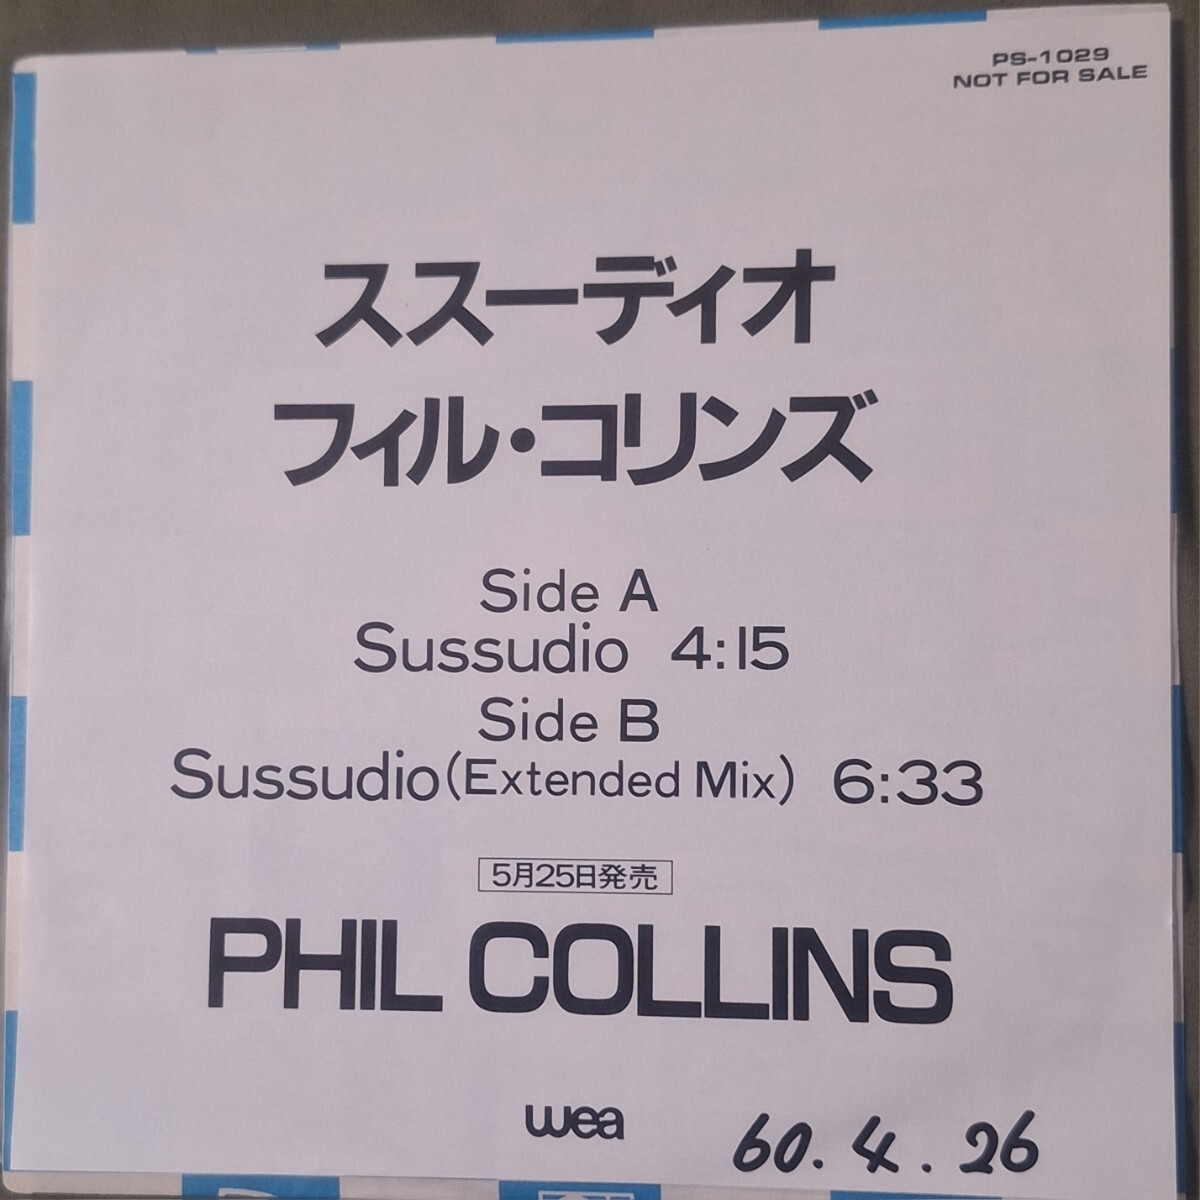 PS-1029
NOT FOR SALE
ススーディオ
フィル・コリンズ
Side A
Sussudio 4:15
Side B
Sussudio(Extended Mix) 6:33
5月25日発売
PHIL COLLINS
wea
60.4.26